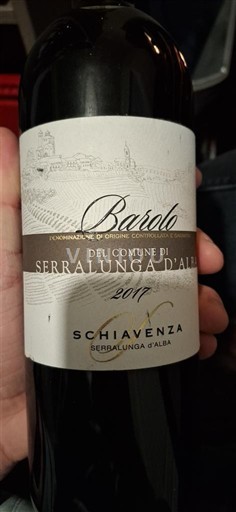 Barolo
DENOMINAZIONE DI ORIGINE CONTROLLATA E GARANTITA
DEL COMUNE DI
SERRALUNGA D'ALBA
2017
SCHIAVENZA
SERRALUNGA d'ALBA